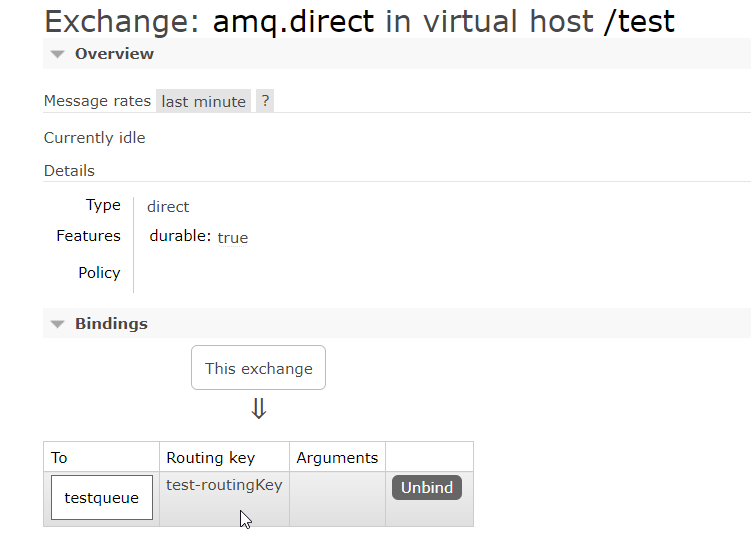 Exchange: amq.direct in virtual host /test
Overview
Message rates last minute ?
Currently idle
Details
Type direct
Features durable: true
Policy
Bindings
This exchange
⇓
To Routing key Arguments
testqueue test-routingKey Unbind